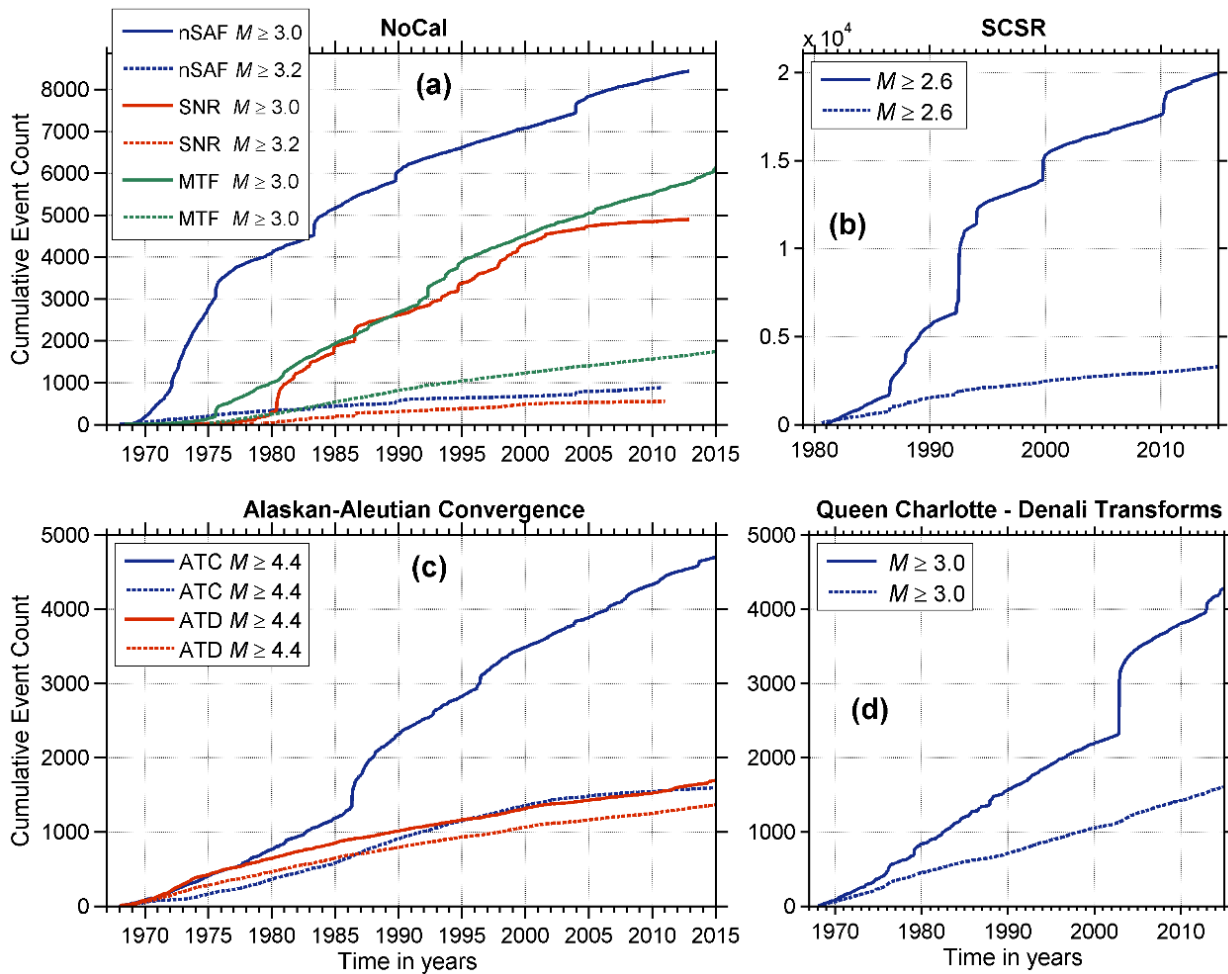 NoCal
nSAF M ≥ 3.0
nSAF M ≥ 3.2
SNR M ≥ 3.0
SNR M ≥ 3.2
MTF M ≥ 3.0
MTF M ≥ 3.0
(a)
Cumulative Event Count
8000
7000
6000
5000
4000
3000
2000
1000
0
1970 1975 1980 1985 1990 1995 2000 2005 2010 2015
SCSR
x 10⁴
M ≥ 2.6
M ≥ 2.6
(b)
2
1.5
1
0.5
0
1980 1990 2000 2010
Alaskan-Aleutian Convergence
ATC M ≥ 4.4
ATC M ≥ 4.4
ATD M ≥ 4.4
ATD M ≥ 4.4
(c)
Cumulative Event Count
5000
4000
3000
2000
1000
0
1970 1975 1980 1985 1990 1995 2000 2005 2010 2015
Time in years
Queen Charlotte - Denali Transforms
M ≥ 3.0
M ≥ 3.0
(d)
5000
4000
3000
2000
1000
0
1970 1980 1990 2000 2010
Time in years